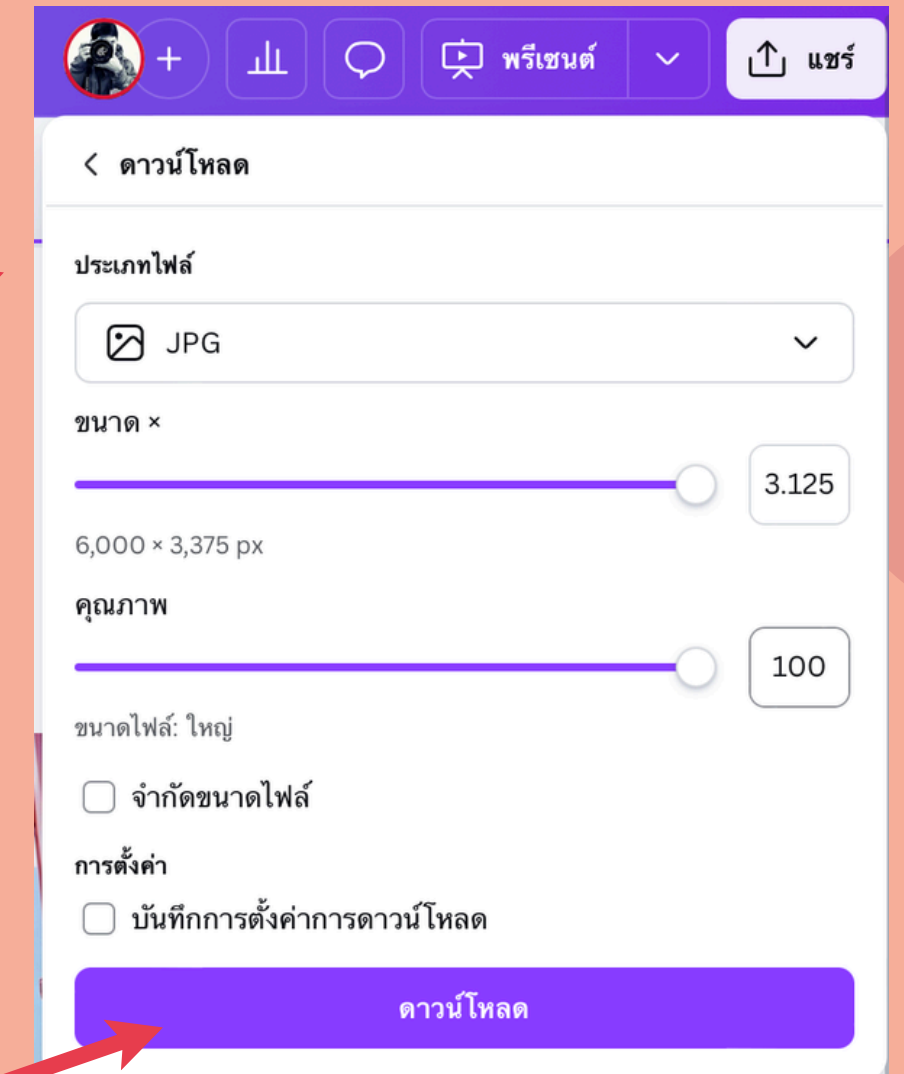 พรีเซนต์
แชร์
ดาวน์โหลด
ประเภทไฟล์
JPG
ขนาด ×
3.125
6,000 × 3,375 px
คุณภาพ
100
ขนาดไฟล์: ใหญ่
จำกัดขนาดไฟล์
การตั้งค่า
บันทึกการตั้งค่าการดาวน์โหลด
ดาวน์โหลด